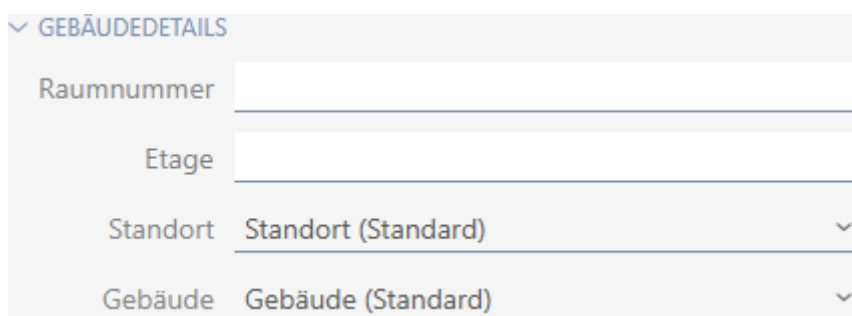 GEBÄUDEDETAILS
Raumnummer
Etage
Standort Standort (Standard)
Gebäude Gebäude (Standard)